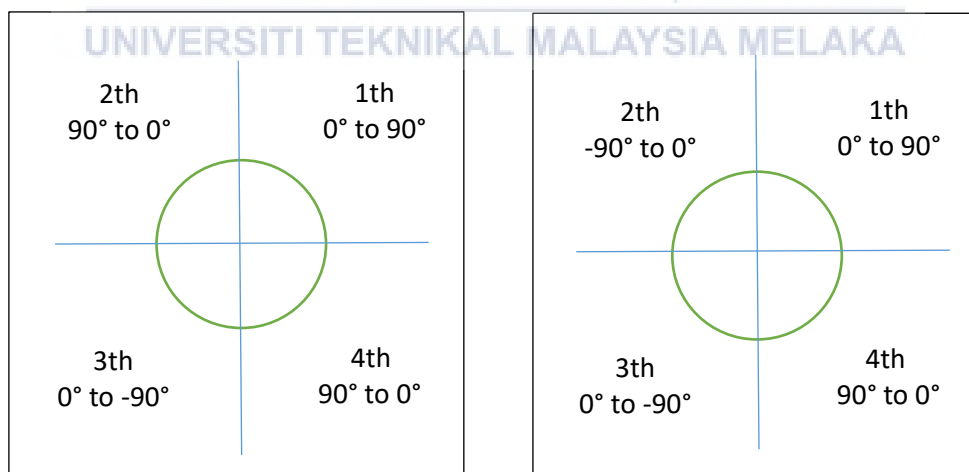 UNIVERSITI TEKNIKAL MALAYSIA MELAKA
2th
90° to 0°
1th
0° to 90°
3th
0° to -90°
4th
90° to 0°
2th
-90° to 0°
1th
0° to 90°
3th
0° to -90°
4th
90° to 0°